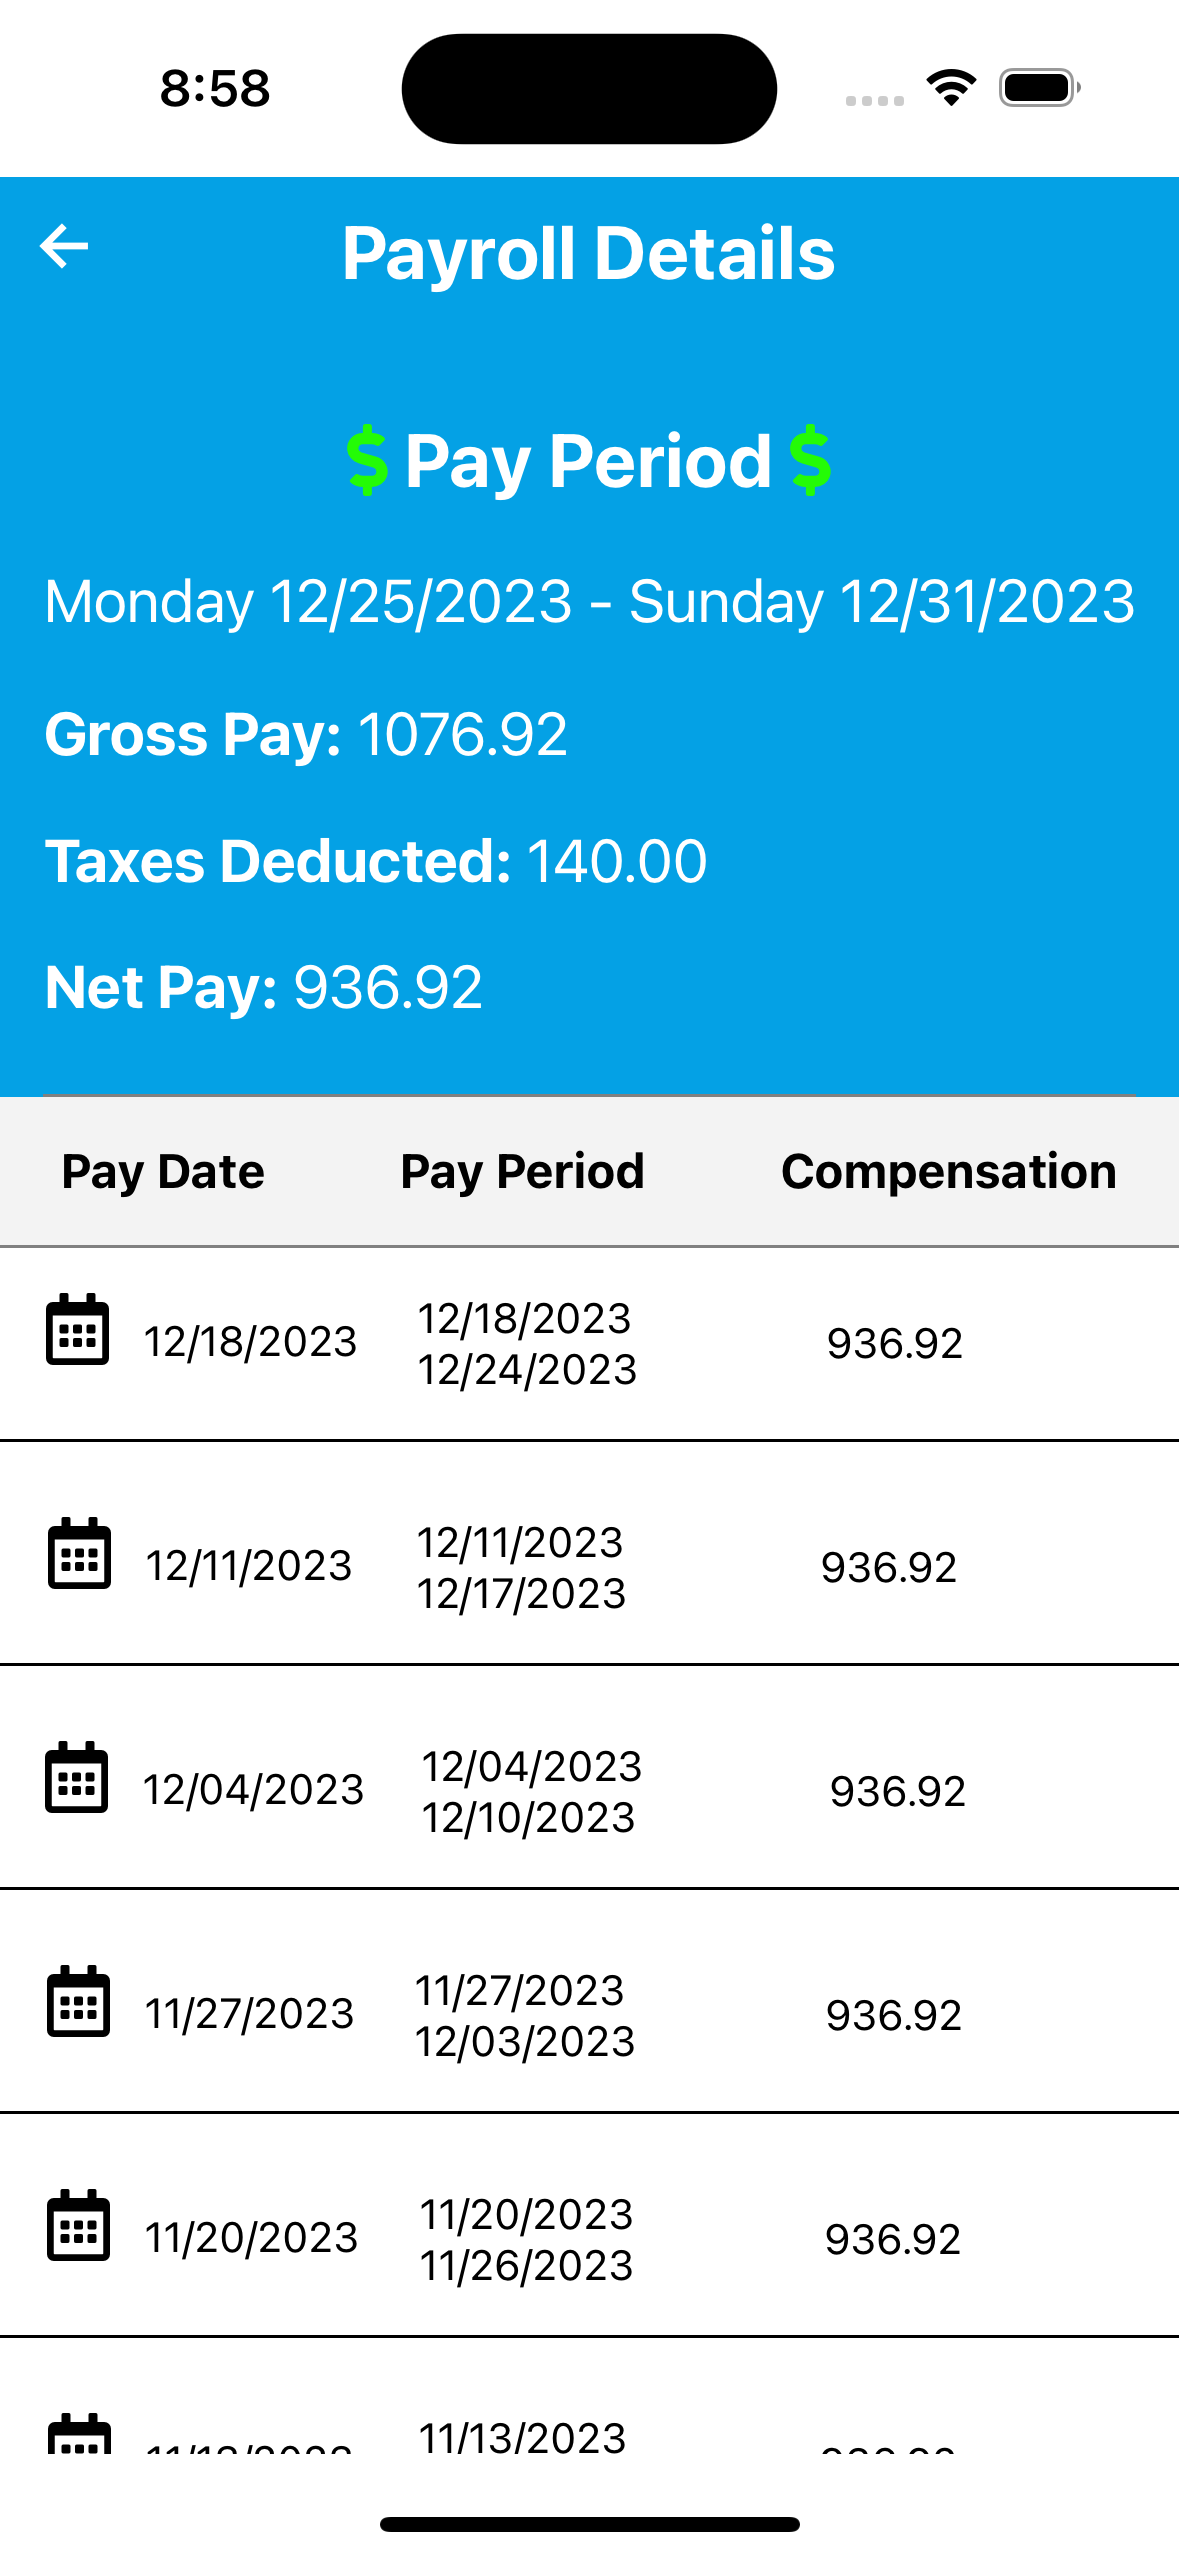 8:58
Payroll Details
$ Pay Period $
Monday 12/25/2023 - Sunday 12/31/2023
Gross Pay: 1076.92
Taxes Deducted: 140.00
Net Pay: 936.92
Pay Date Pay Period Compensation
12/18/2023 12/18/2023 12/24/2023 936.92
12/11/2023 12/11/2023 12/17/2023 936.92
12/04/2023 12/04/2023 12/10/2023 936.92
11/27/2023 11/27/2023 12/03/2023 936.92
11/20/2023 11/20/2023 11/26/2023 936.92
11/13/2023